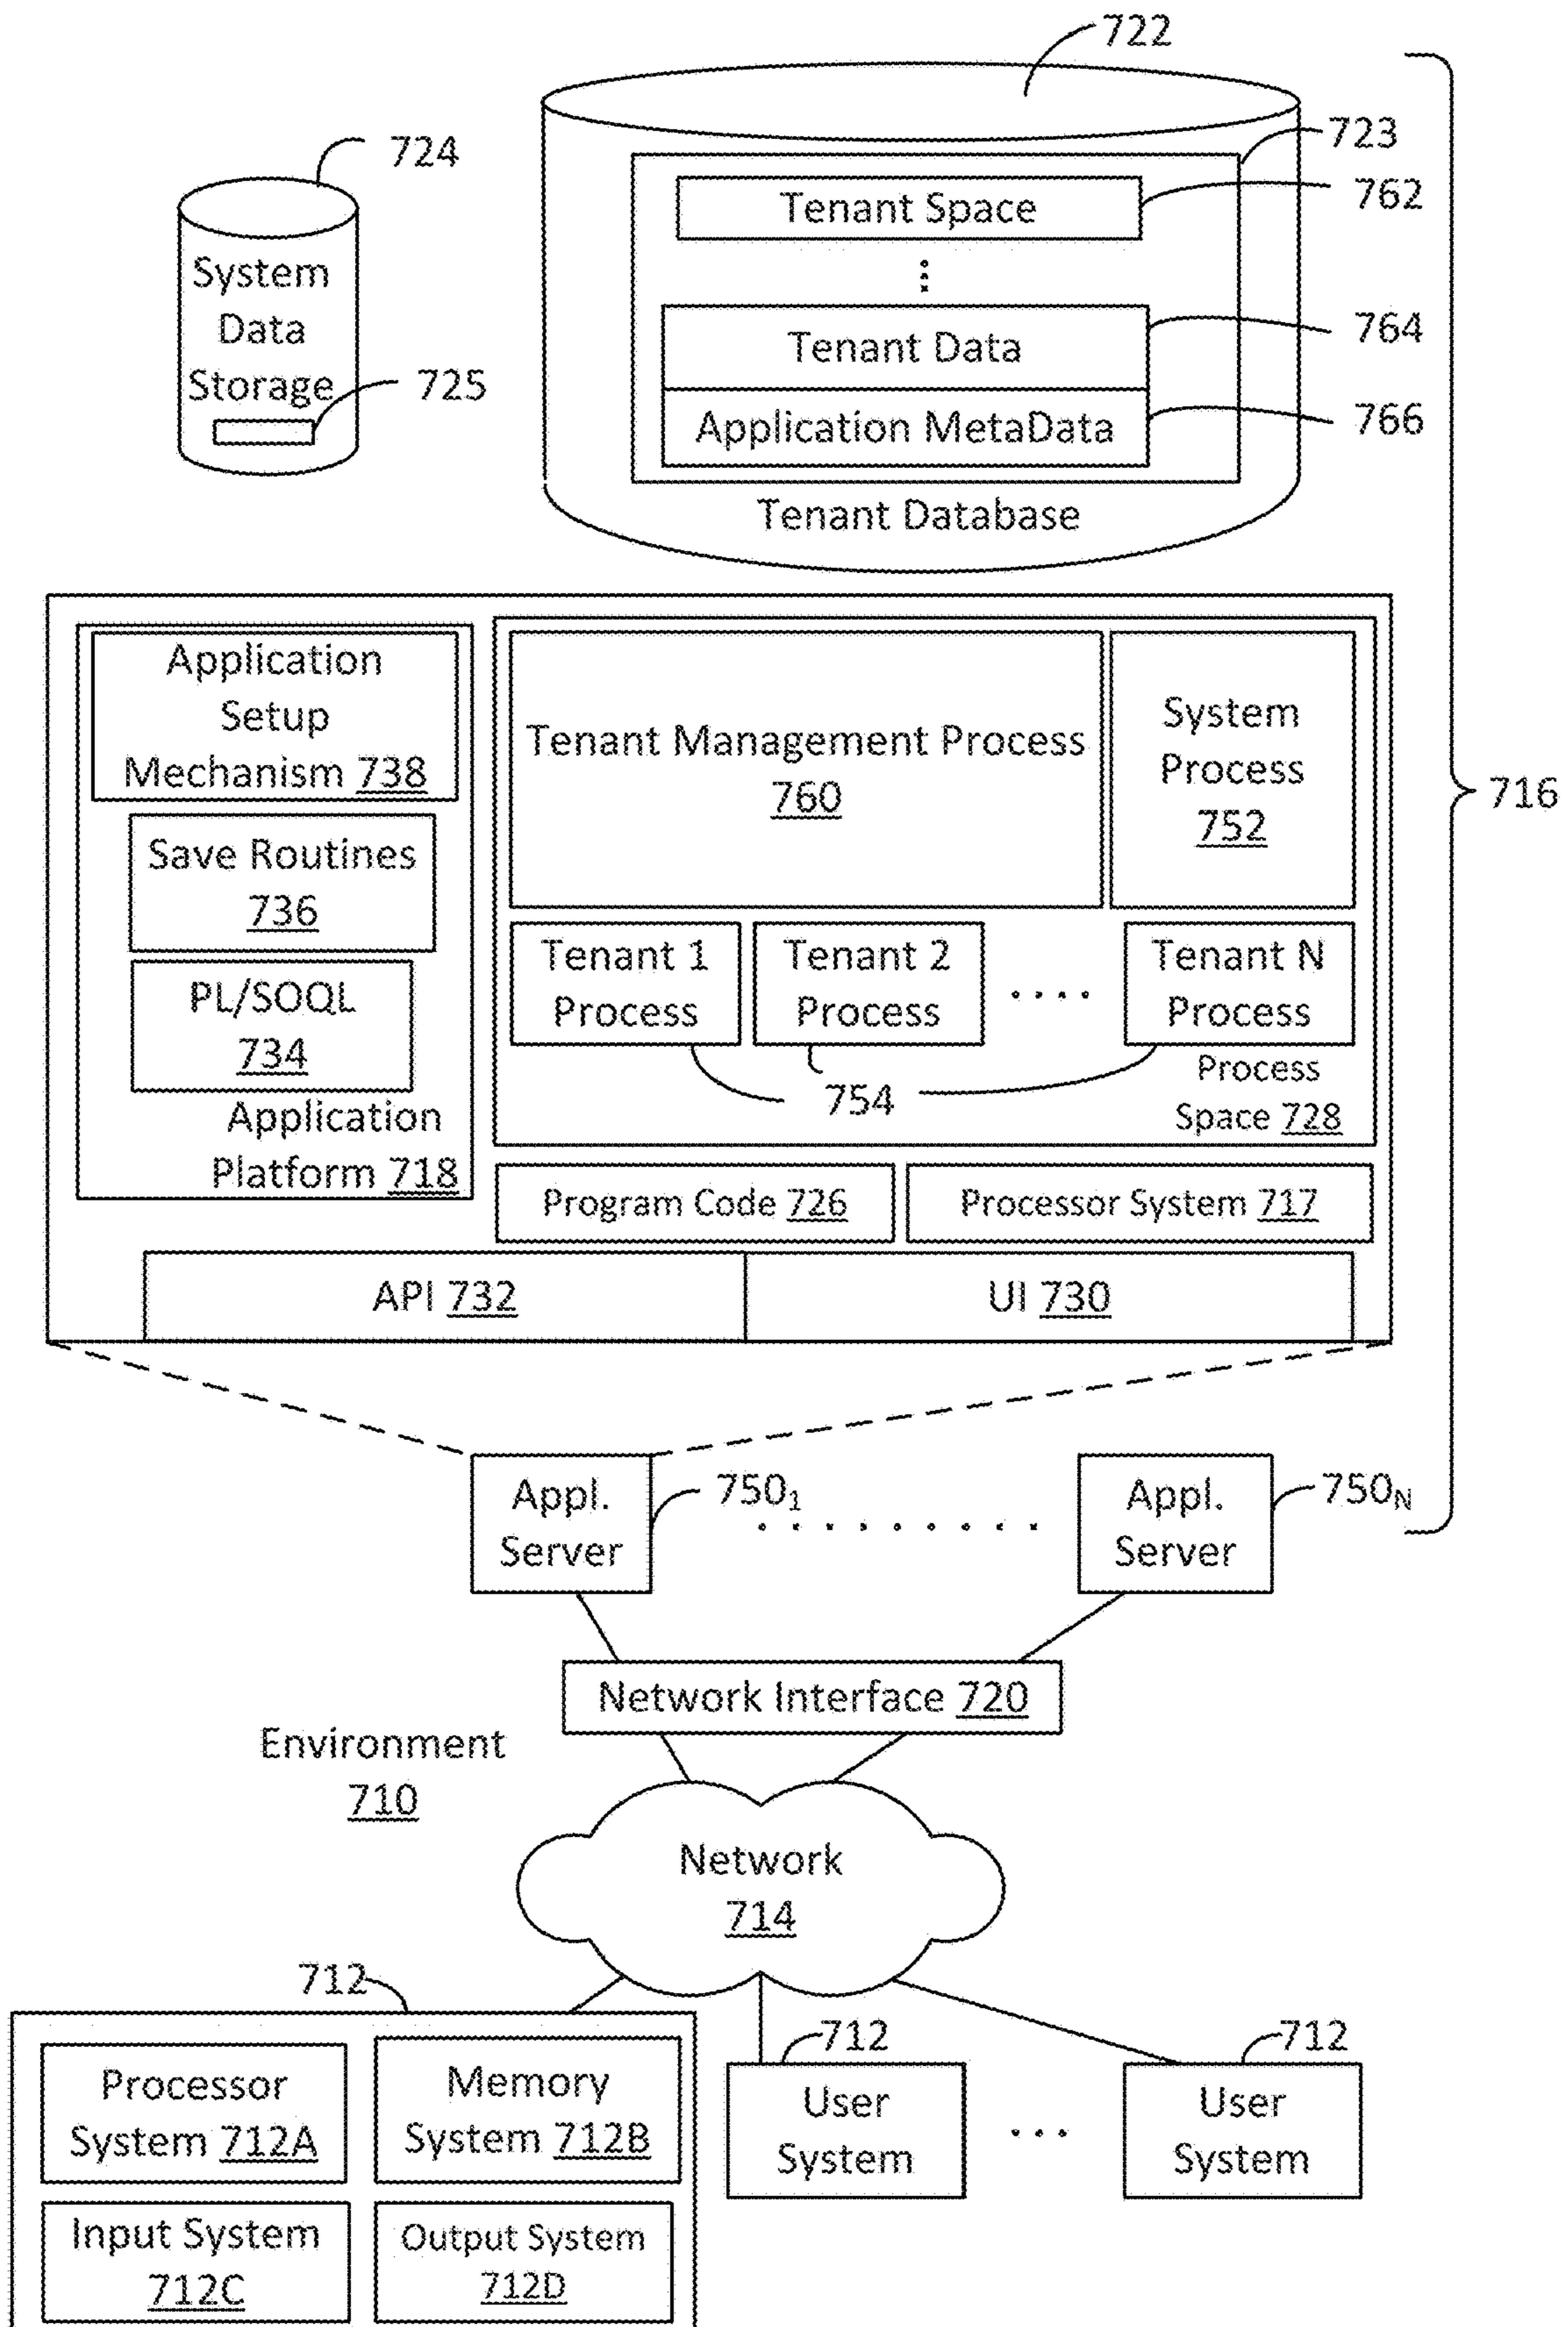 722
724
723
Tenant Space
762
System
Data
Storage
725
Tenant Data
764
Application MetaData
766
Tenant Database
Application
Setup
Mechanism 738
Tenant Management Process
760
System
Process
752
716
Save Routines
736
Tenant 1
Process
Tenant 2
Process
Tenant N
Process
PL/SOQL
734
754
Process
Space 728
Application
Platform 718
Program Code 726
Processor System 717
API 732
UI 730
Appl.
Server
750₁
Appl.
Server
750N
Network Interface 720
Environment
710
Network
714
712
Processor
System 712A
Memory
System 712B
712
User
System
712
User
System
Input System
712C
Output System
712D